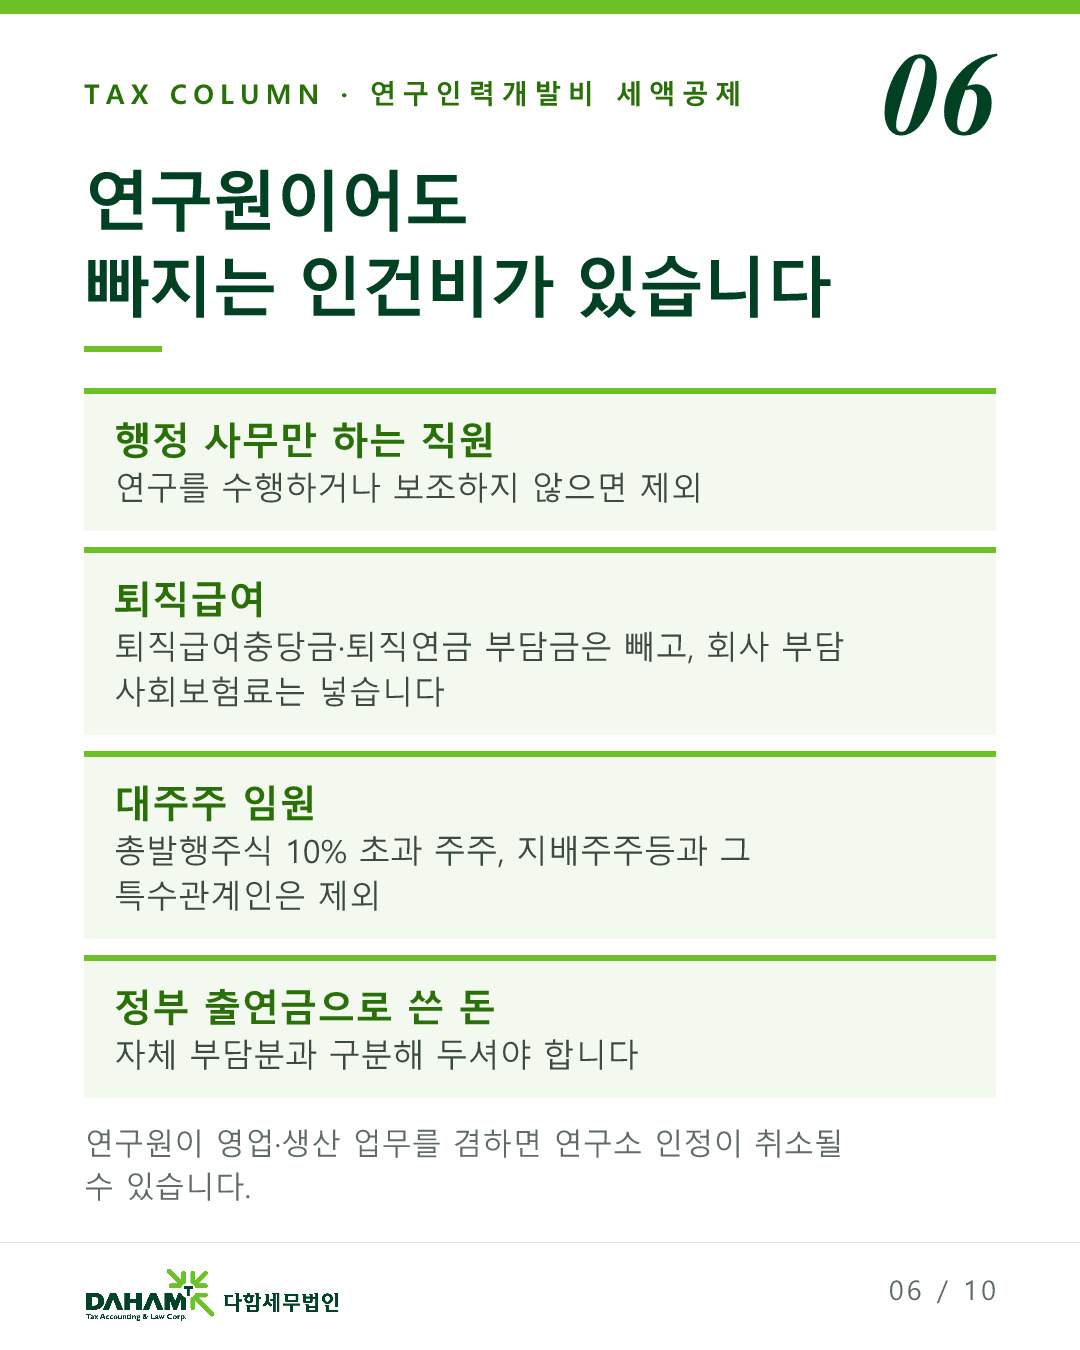 TAX COLUMN · 연구인력개발비 세액공제
06
연구원이어도
빠지는 인건비가 있습니다
행정 사무만 하는 직원
연구를 수행하거나 보조하지 않으면 제외
퇴직급여
퇴직급여충당금·퇴직연금 부담금은 빼고, 회사 부담
사회보험료는 넣습니다
대주주 임원
총발행주식 10% 초과 주주, 지배주주등과 그
특수관계인은 제외
정부 출연금으로 쓴 돈
자체 부담분과 구분해 두셔야 합니다
연구원이 영업·생산 업무를 겸하면 연구소 인정이 취소될
수 있습니다.
DAHAM T
Tax Accounting & Law Corp.
다함세무법인
06 / 10